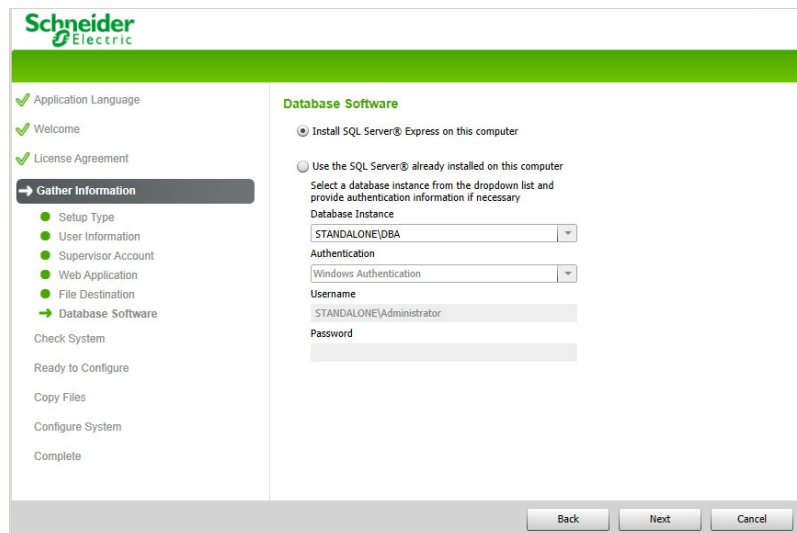 Schneider
Electric
Application Language
Welcome
License Agreement
Gather Information
Setup Type
User Information
Supervisor Account
Web Application
File Destination
Database Software
Check System
Ready to Configure
Copy Files
Configure System
Complete
Database Software
Install SQL Server® Express on this computer
Use the SQL Server® already installed on this computer
Select a database instance from the dropdown list and
provide authentication information if necessary
Database Instance
STANDALONE\DBA
Authentication
Windows Authentication
Username
STANDALONE\Administrator
Password
Back Next Cancel